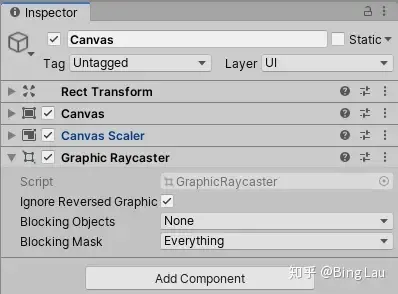 Inspector
Canvas
Static
Tag Untagged Layer UI
Rect Transform
Canvas
Canvas Scaler
Graphic Raycaster
Script GraphicRaycaster
Ignore Reversed Graphic
Blocking Objects None
Blocking Mask Everything
Add Component
知乎 @BingLau